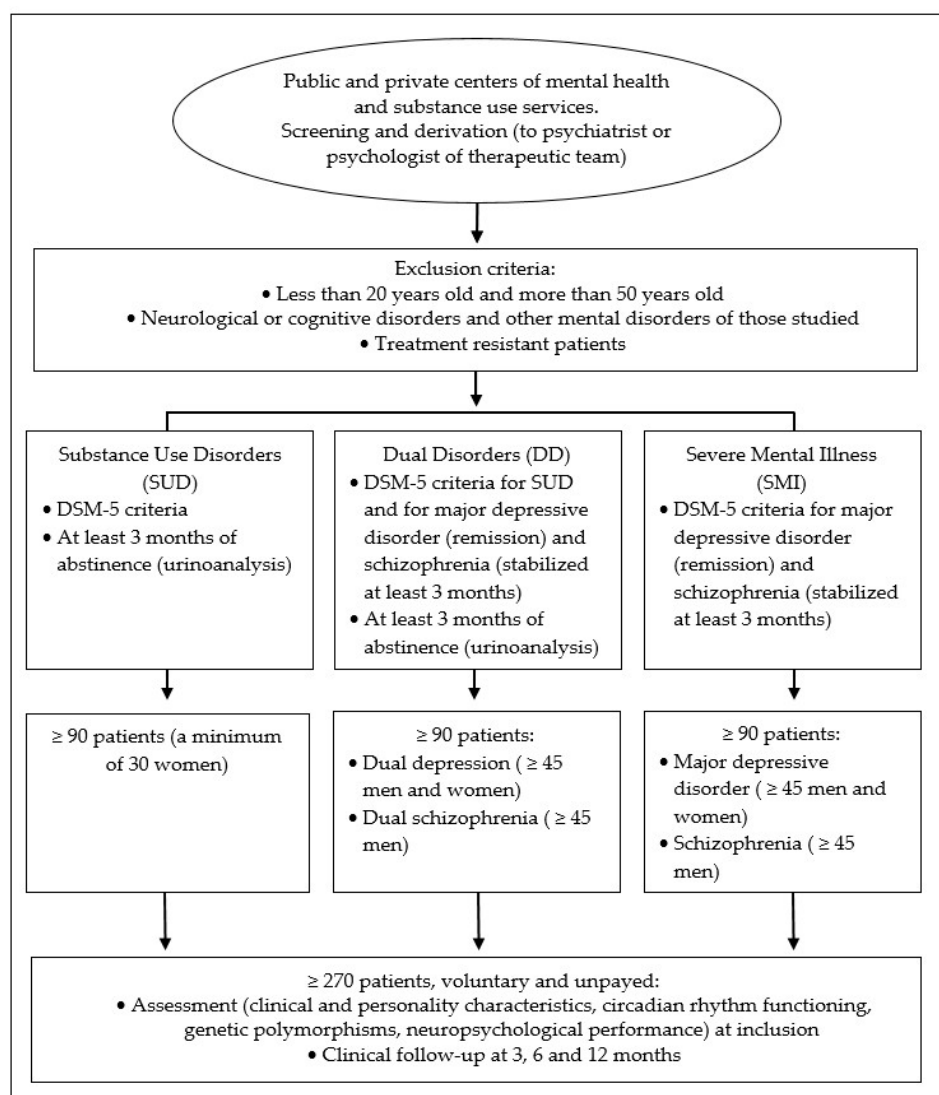 Public and private centers of mental health
and substance use services.
Screening and derivation (to psychiatrist or
psychologist of therapeutic team)
Exclusion criteria:
• Less than 20 years old and more than 50 years old
• Neurological or cognitive disorders and other mental disorders of those studied
• Treatment resistant patients
Substance Use Disorders
(SUD)
• DSM-5 criteria
• At least 3 months of
abstinence (urinoanalysis)
Dual Disorders (DD)
• DSM-5 criteria for SUD
and for major depressive
disorder (remission) and
schizophrenia (stabilized
at least 3 months)
• At least 3 months of
abstinence (urinoanalysis)
Severe Mental Illness
(SMI)
• DSM-5 criteria for major
depressive disorder
(remission) and
schizophrenia (stabilized
at least 3 months)
≥ 90 patients (a minimum
of 30 women)
≥ 90 patients:
• Dual depression ( ≥ 45
men and women)
• Dual schizophrenia ( ≥ 45
men)
≥ 90 patients:
• Major depressive
disorder ( ≥ 45 men and
women)
• Schizophrenia ( ≥ 45
men)
≥ 270 patients, voluntary and unpayed:
• Assessment (clinical and personality characteristics, circadian rhythm functioning,
genetic polymorphisms, neuropsychological performance) at inclusion
• Clinical follow-up at 3, 6 and 12 months